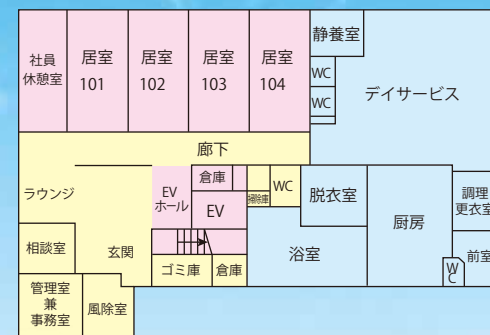 社員
休憩室
居室
101
居室
102
居室
103
居室
104
静養室
WC
WC
デイサービス
廊下
ラウンジ
EV
ホール
倉庫
EV
掃除庫
WC
脱衣室
厨房
調理
更衣室
相談室
玄関
ゴミ庫
倉庫
浴室
前室
WC
管理室
兼
事務室
風除室